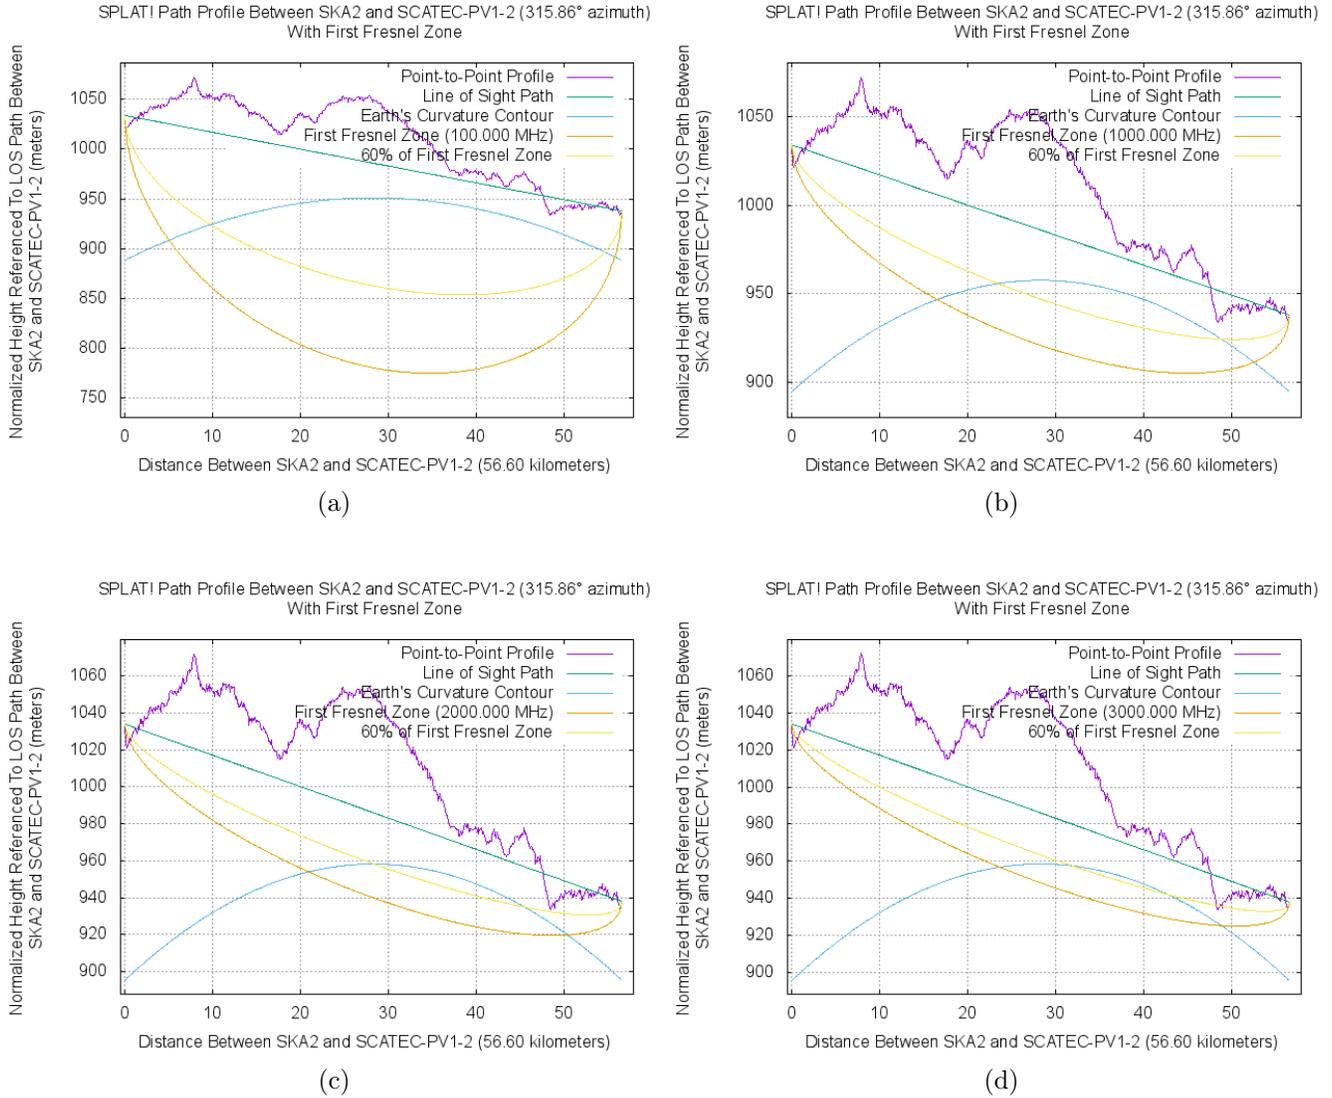 SPLAT! Path Profile Between SKA2 and SCATEC-PV1-2 (315.86° azimuth)
With First Fresnel Zone
Normalized Height Referenced To LOS Path Between
SKA2 and SCATEC-PV1-2 (meters)
Point-to-Point Profile
Line of Sight Path
Earth's Curvature Contour
First Fresnel Zone (100.000 MHz)
60% of First Fresnel Zone
1050
1000
950
900
850
800
750
0 10 20 30 40 50
Distance Between SKA2 and SCATEC-PV1-2 (56.60 kilometers)
(a)
SPLAT! Path Profile Between SKA2 and SCATEC-PV1-2 (315.86° azimuth)
With First Fresnel Zone
Normalized Height Referenced To LOS Path Between
SKA2 and SCATEC-PV1-2 (meters)
Point-to-Point Profile
Line of Sight Path
Earth's Curvature Contour
First Fresnel Zone (1000.000 MHz)
60% of First Fresnel Zone
1050
1000
950
900
0 10 20 30 40 50
Distance Between SKA2 and SCATEC-PV1-2 (56.60 kilometers)
(b)
SPLAT! Path Profile Between SKA2 and SCATEC-PV1-2 (315.86° azimuth)
With First Fresnel Zone
Normalized Height Referenced To LOS Path Between
SKA2 and SCATEC-PV1-2 (meters)
Point-to-Point Profile
Line of Sight Path
Earth's Curvature Contour
First Fresnel Zone (2000.000 MHz)
60% of First Fresnel Zone
1060
1040
1020
1000
980
960
940
920
900
0 10 20 30 40 50
Distance Between SKA2 and SCATEC-PV1-2 (56.60 kilometers)
(c)
SPLAT! Path Profile Between SKA2 and SCATEC-PV1-2 (315.86° azimuth)
With First Fresnel Zone
Normalized Height Referenced To LOS Path Between
SKA2 and SCATEC-PV1-2 (meters)
Point-to-Point Profile
Line of Sight Path
Earth's Curvature Contour
First Fresnel Zone (3000.000 MHz)
60% of First Fresnel Zone
1060
1040
1020
1000
980
960
940
920
900
0 10 20 30 40 50
Distance Between SKA2 and SCATEC-PV1-2 (56.60 kilometers)
(d)